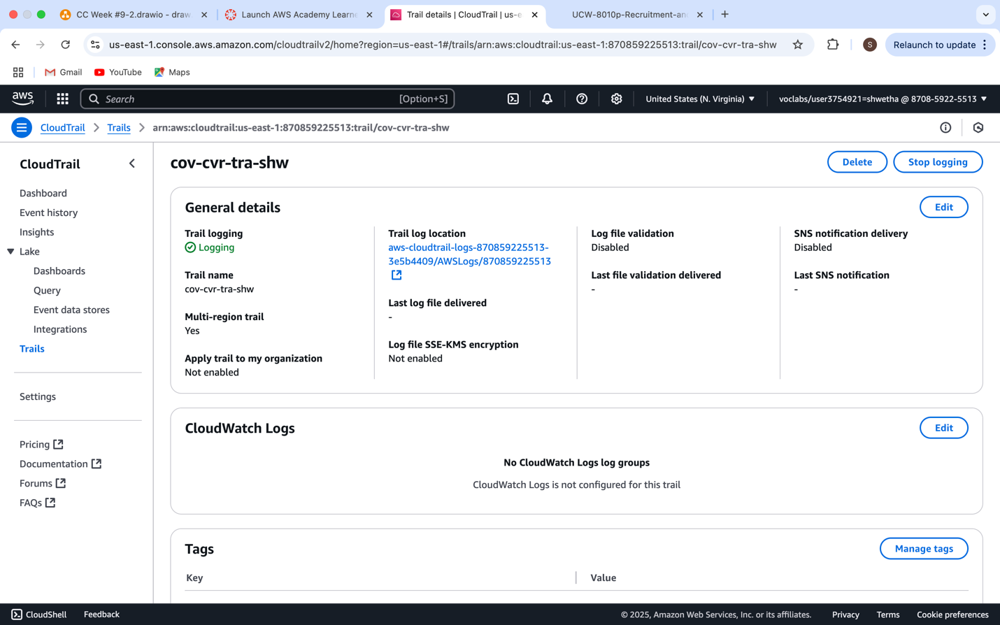 CC Week #9-2.drawio - draw
Launch AWS Academy Learne
Trail details | CloudTrail | us-e
UCW-8010p-Recruitment-an
us-east-1.console.aws.amazon.com/cloudtrailv2/home?region=us-east-1#/trails/arn:aws:cloudtrail:us-east-1:870859225513:trail/cov-cvr-tra-shw
S
Relaunch to update
Gmail
YouTube
Maps
aws
Search
[Option+S]
United States (N. Virginia)
voclabs/user3754921=shwetha @ 8708-5922-5513
CloudTrail
Trails
arn:aws:cloudtrail:us-east-1:870859225513:trail/cov-cvr-tra-shw
CloudTrail
Dashboard
Event history
Insights
Lake
Dashboards
Query
Event data stores
Integrations
Trails
Settings
Pricing
Documentation
Forums
FAQs
cov-cvr-tra-shw
Delete
Stop logging
General details
Edit
Trail logging
Logging
Trail name
cov-cvr-tra-shw
Multi-region trail
Yes
Apply trail to my organization
Not enabled
Trail log location
aws-cloudtrail-logs-870859225513-
3e5b4409/AWSLogs/870859225513
Last log file delivered
-
Log file SSE-KMS encryption
Not enabled
Log file validation
Disabled
Last file validation delivered
-
SNS notification delivery
Disabled
Last SNS notification
-
CloudWatch Logs
Edit
No CloudWatch Logs log groups
CloudWatch Logs is not configured for this trail
Tags
Manage tags
Key
Value
CloudShell
Feedback
© 2025, Amazon Web Services, Inc. or its affiliates.
Privacy
Terms
Cookie preferences